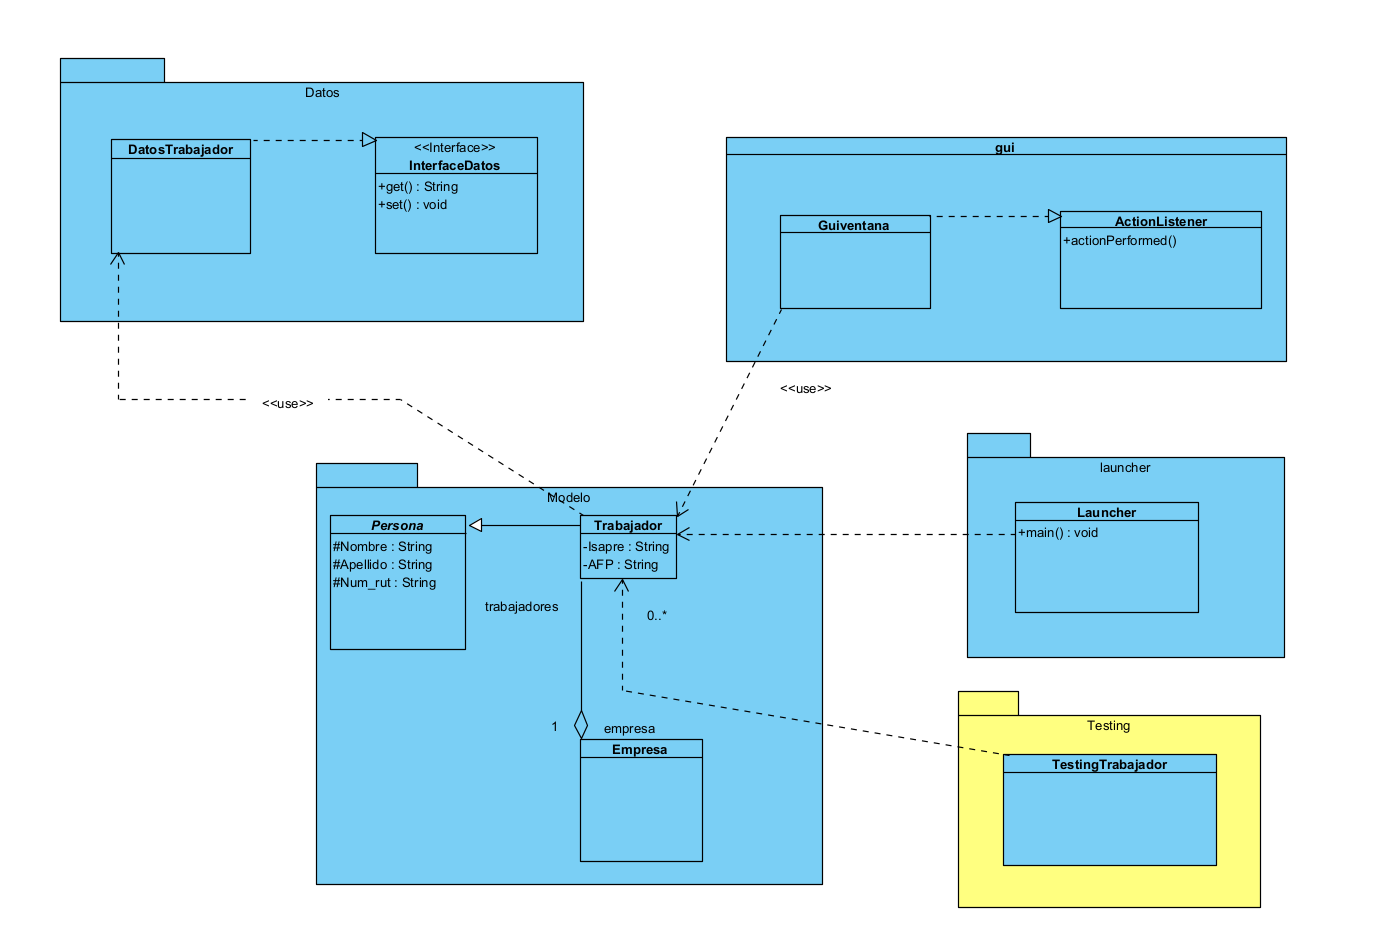 Datos
DatosTrabajador
<<Interface>>
InterfaceDatos
+get() : String
+set() : void
gui
Guiventana
ActionListener
+actionPerformed()
<<use>>
<<use>>
Modelo
Persona
#Nombre : String
#Apellido : String
#Num_rut : String
Trabajador
-Isapre : String
-AFP : String
trabajadores
0..*
1
empresa
Empresa
launcher
Launcher
+main() : void
Testing
TestingTrabajador